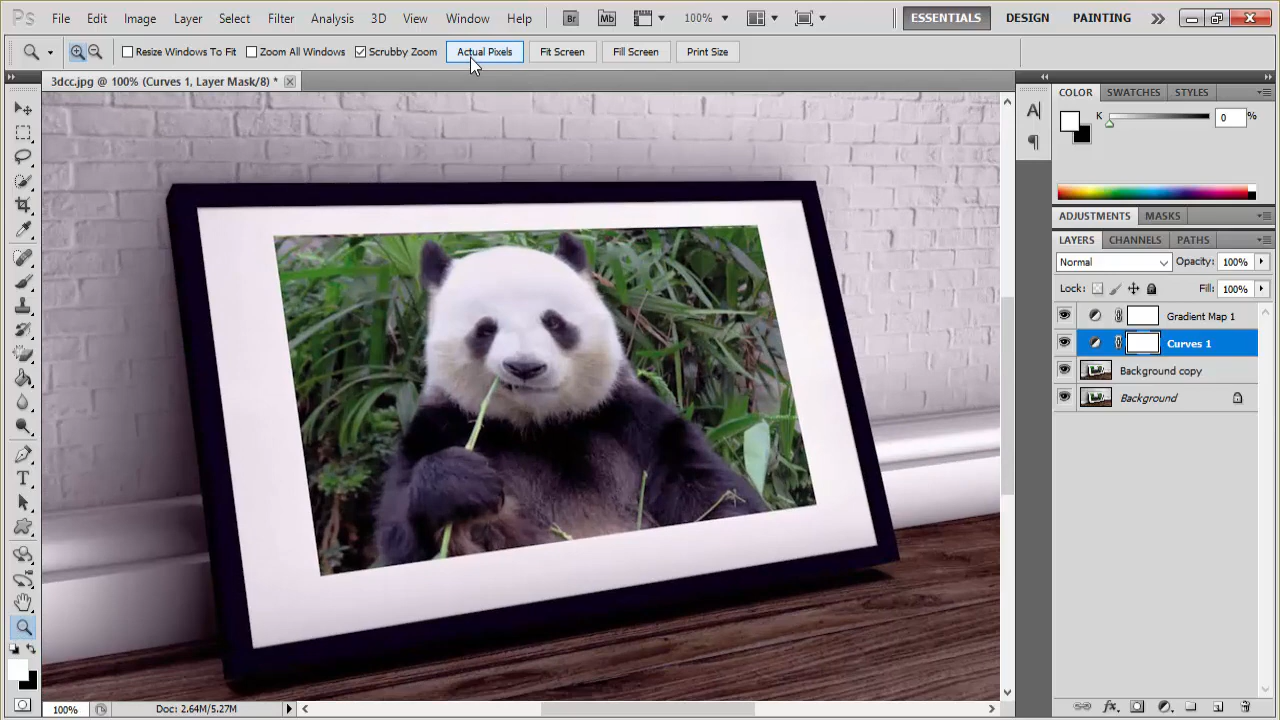 Ps File Edit Image Layer Select Filter Analysis 3D View Window Help Br Mb 100% ESSENTIALS DESIGN PAINTING
Resize Windows To Fit Zoom All Windows Scrubby Zoom Actual Pixels Fit Screen Fill Screen Print Size
3dcc.jpg @ 100% (Curves 1, Layer Mask/8) *
COLOR SWATCHES STYLES
K 0 %
ADJUSTMENTS MASKS
LAYERS CHANNELS PATHS
Normal Opacity: 100%
Lock: Fill: 100%
Gradient Map 1
Curves 1
Background copy
Background
100% Doc: 2.64M/5.27M